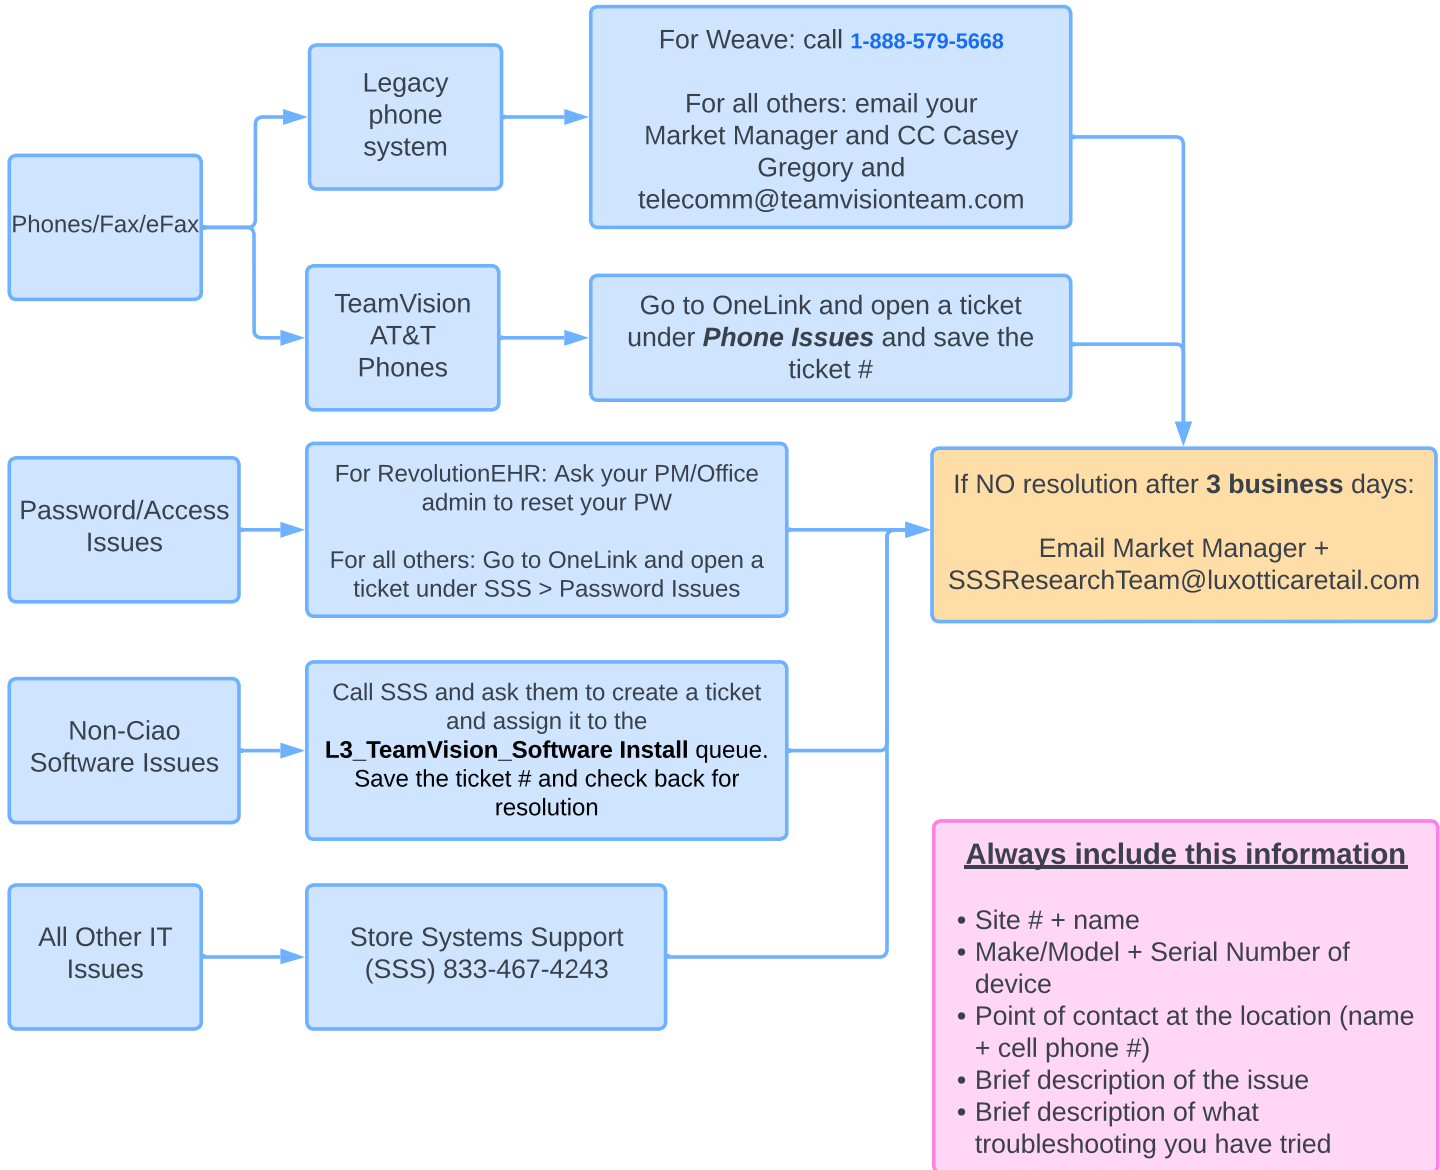 Phones/Fax/eFax
Legacy
phone
system
For Weave: call 1-888-579-5668
For all others: email your
Market Manager and CC Casey
Gregory and
telecomm@teamvisionteam.com
TeamVision
AT&T
Phones
Go to OneLink and open a ticket
under Phone Issues and save the
ticket #
Password/Access
Issues
For RevolutionEHR: Ask your PM/Office
admin to reset your PW
For all others: Go to OneLink and open a
ticket under SSS > Password Issues
If NO resolution after 3 business days:
Email Market Manager +
SSSResearchTeam@luxotticaretail.com
Non-Ciao
Software Issues
Call SSS and ask them to create a ticket
and assign it to the
L3_TeamVision_Software Install queue.
Save the ticket # and check back for
resolution
All Other IT
Issues
Store Systems Support
(SSS) 833-467-4243
Always include this information
• Site # + name
• Make/Model + Serial Number of
device
• Point of contact at the location (name
+ cell phone #)
• Brief description of the issue
• Brief description of what
troubleshooting you have tried